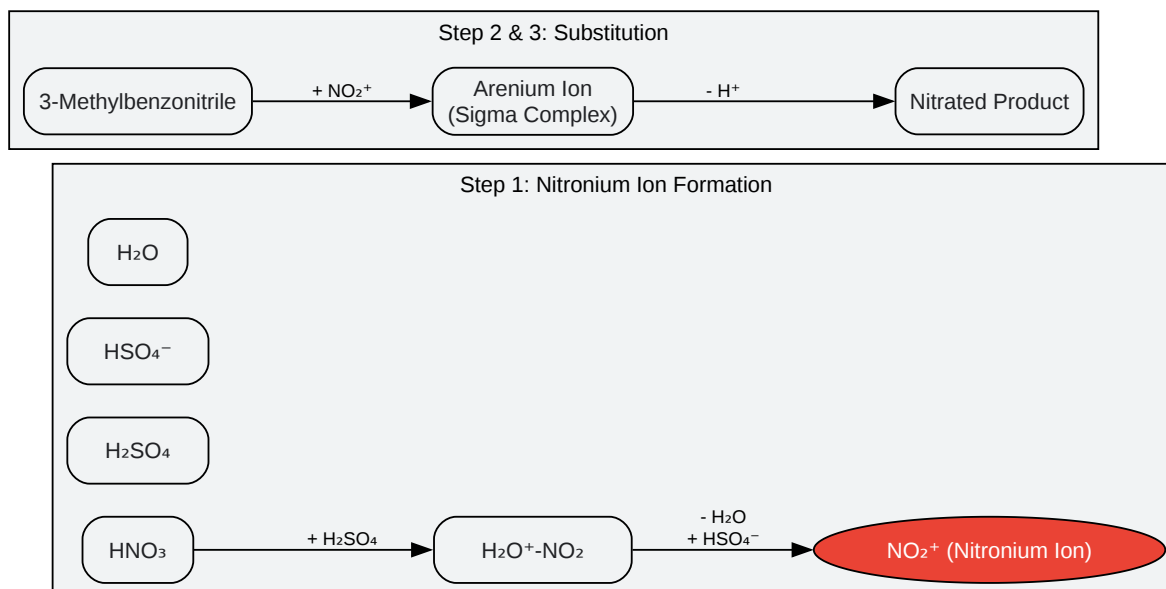 Step 2 & 3: Substitution
3-Methylbenzonitrile
+ NO₂⁺
Arenium Ion
(Sigma Complex)
- H⁺
Nitrated Product
Step 1: Nitronium Ion Formation
H₂O
HSO₄⁻
H₂SO₄
HNO₃
+ H₂SO₄
H₂O⁺-NO₂
- H₂O
+ HSO₄⁻
NO₂⁺ (Nitronium Ion)